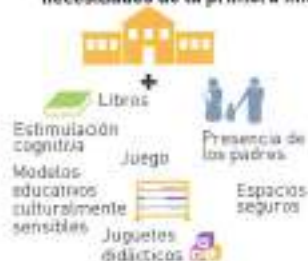 necesidades de la primera in
+
Libros
Estimulación
cognitiva
Presencia de
los padres
Juego
Modelos
educativos
culturalmente
sensibles
Espacios
seguros
Juguetes
didácticos